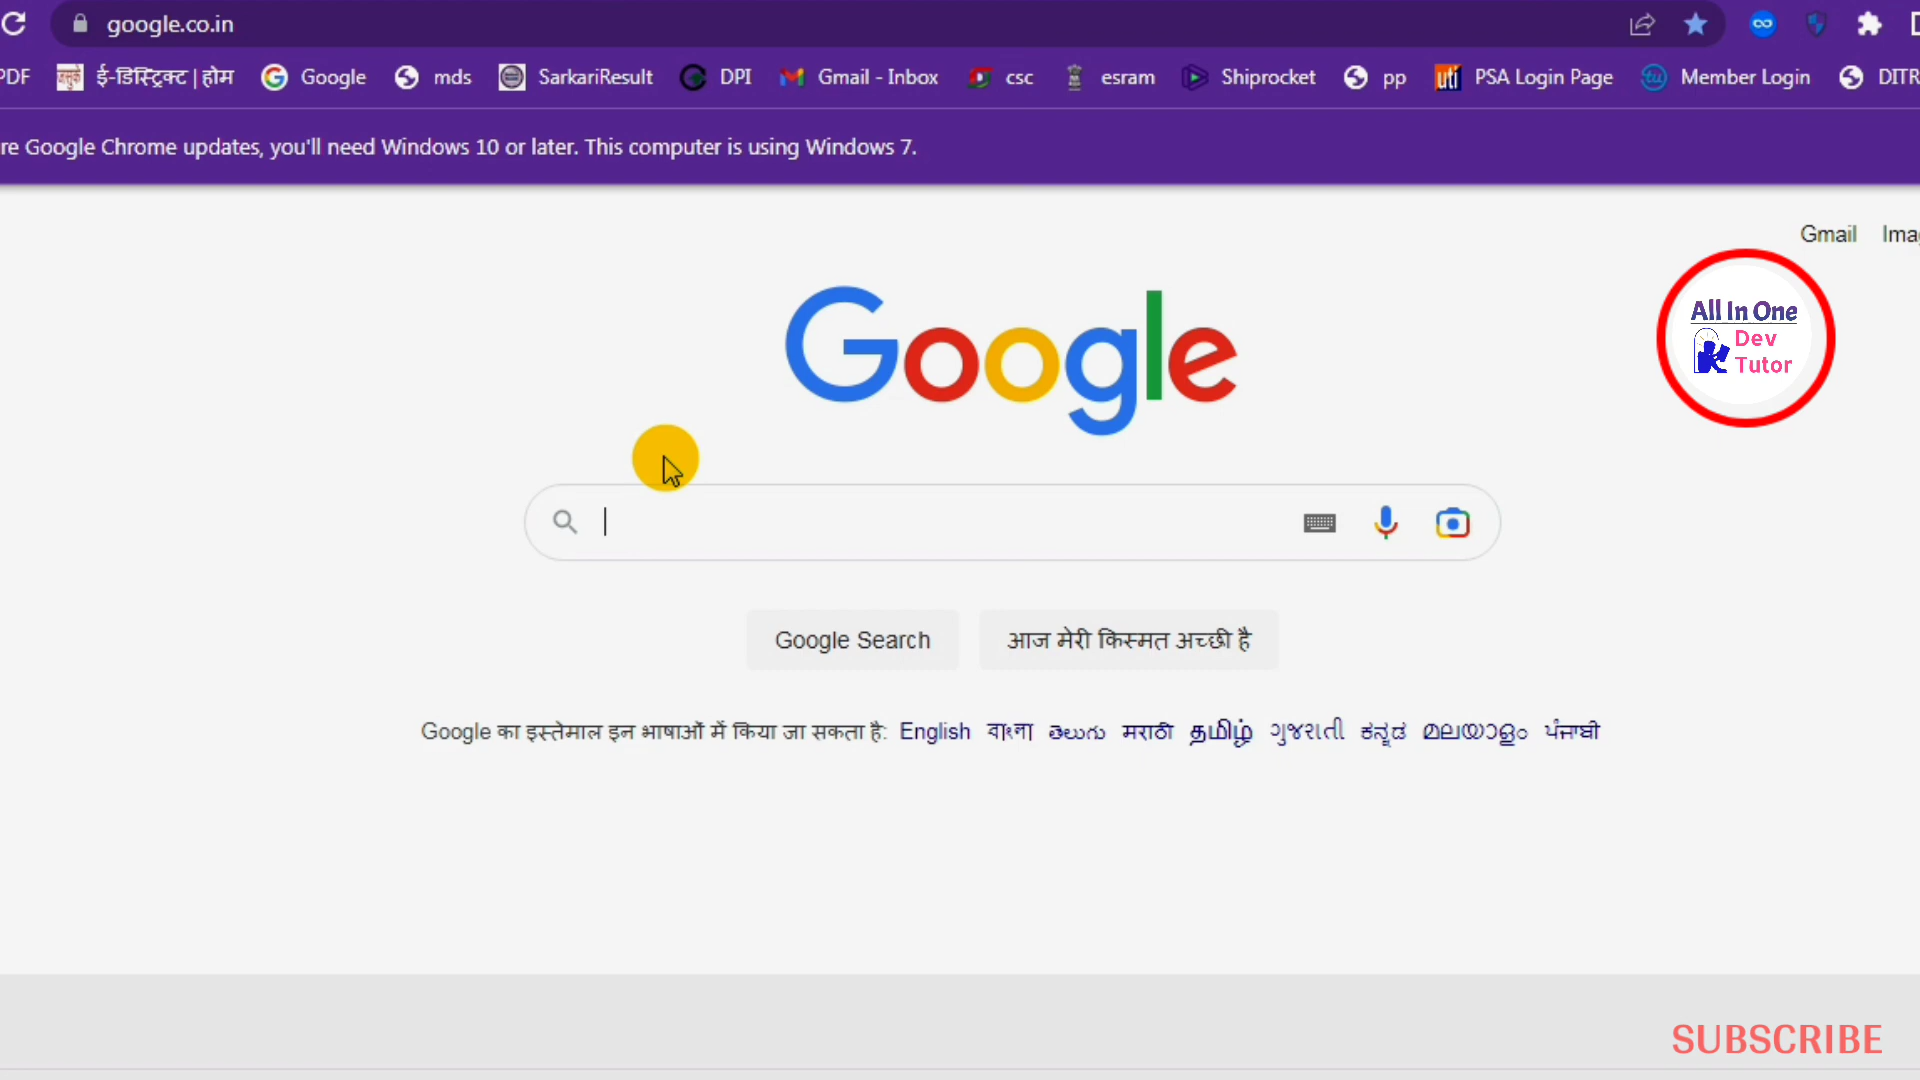 google.co.in
PDF ई-डिस्ट्रिक्ट | होम Google mds SarkariResult DPI Gmail - Inbox csc esram Shiprocket pp uti PSA Login Page Member Login DITR
re Google Chrome updates, you'll need Windows 10 or later. This computer is using Windows 7.
Gmail Imag
Google
All In One
Dev
Tutor
Google Search आज मेरी किस्मत अच्छी है
Google का इस्तेमाल इन भाषाओं में किया जा सकता है: English বাংলা తెలుగు मराठी தமிழ் ગુજરાતી ಕನ್ನಡ മലയാളം ਪੰਜਾਬੀ
SUBSCRIBE